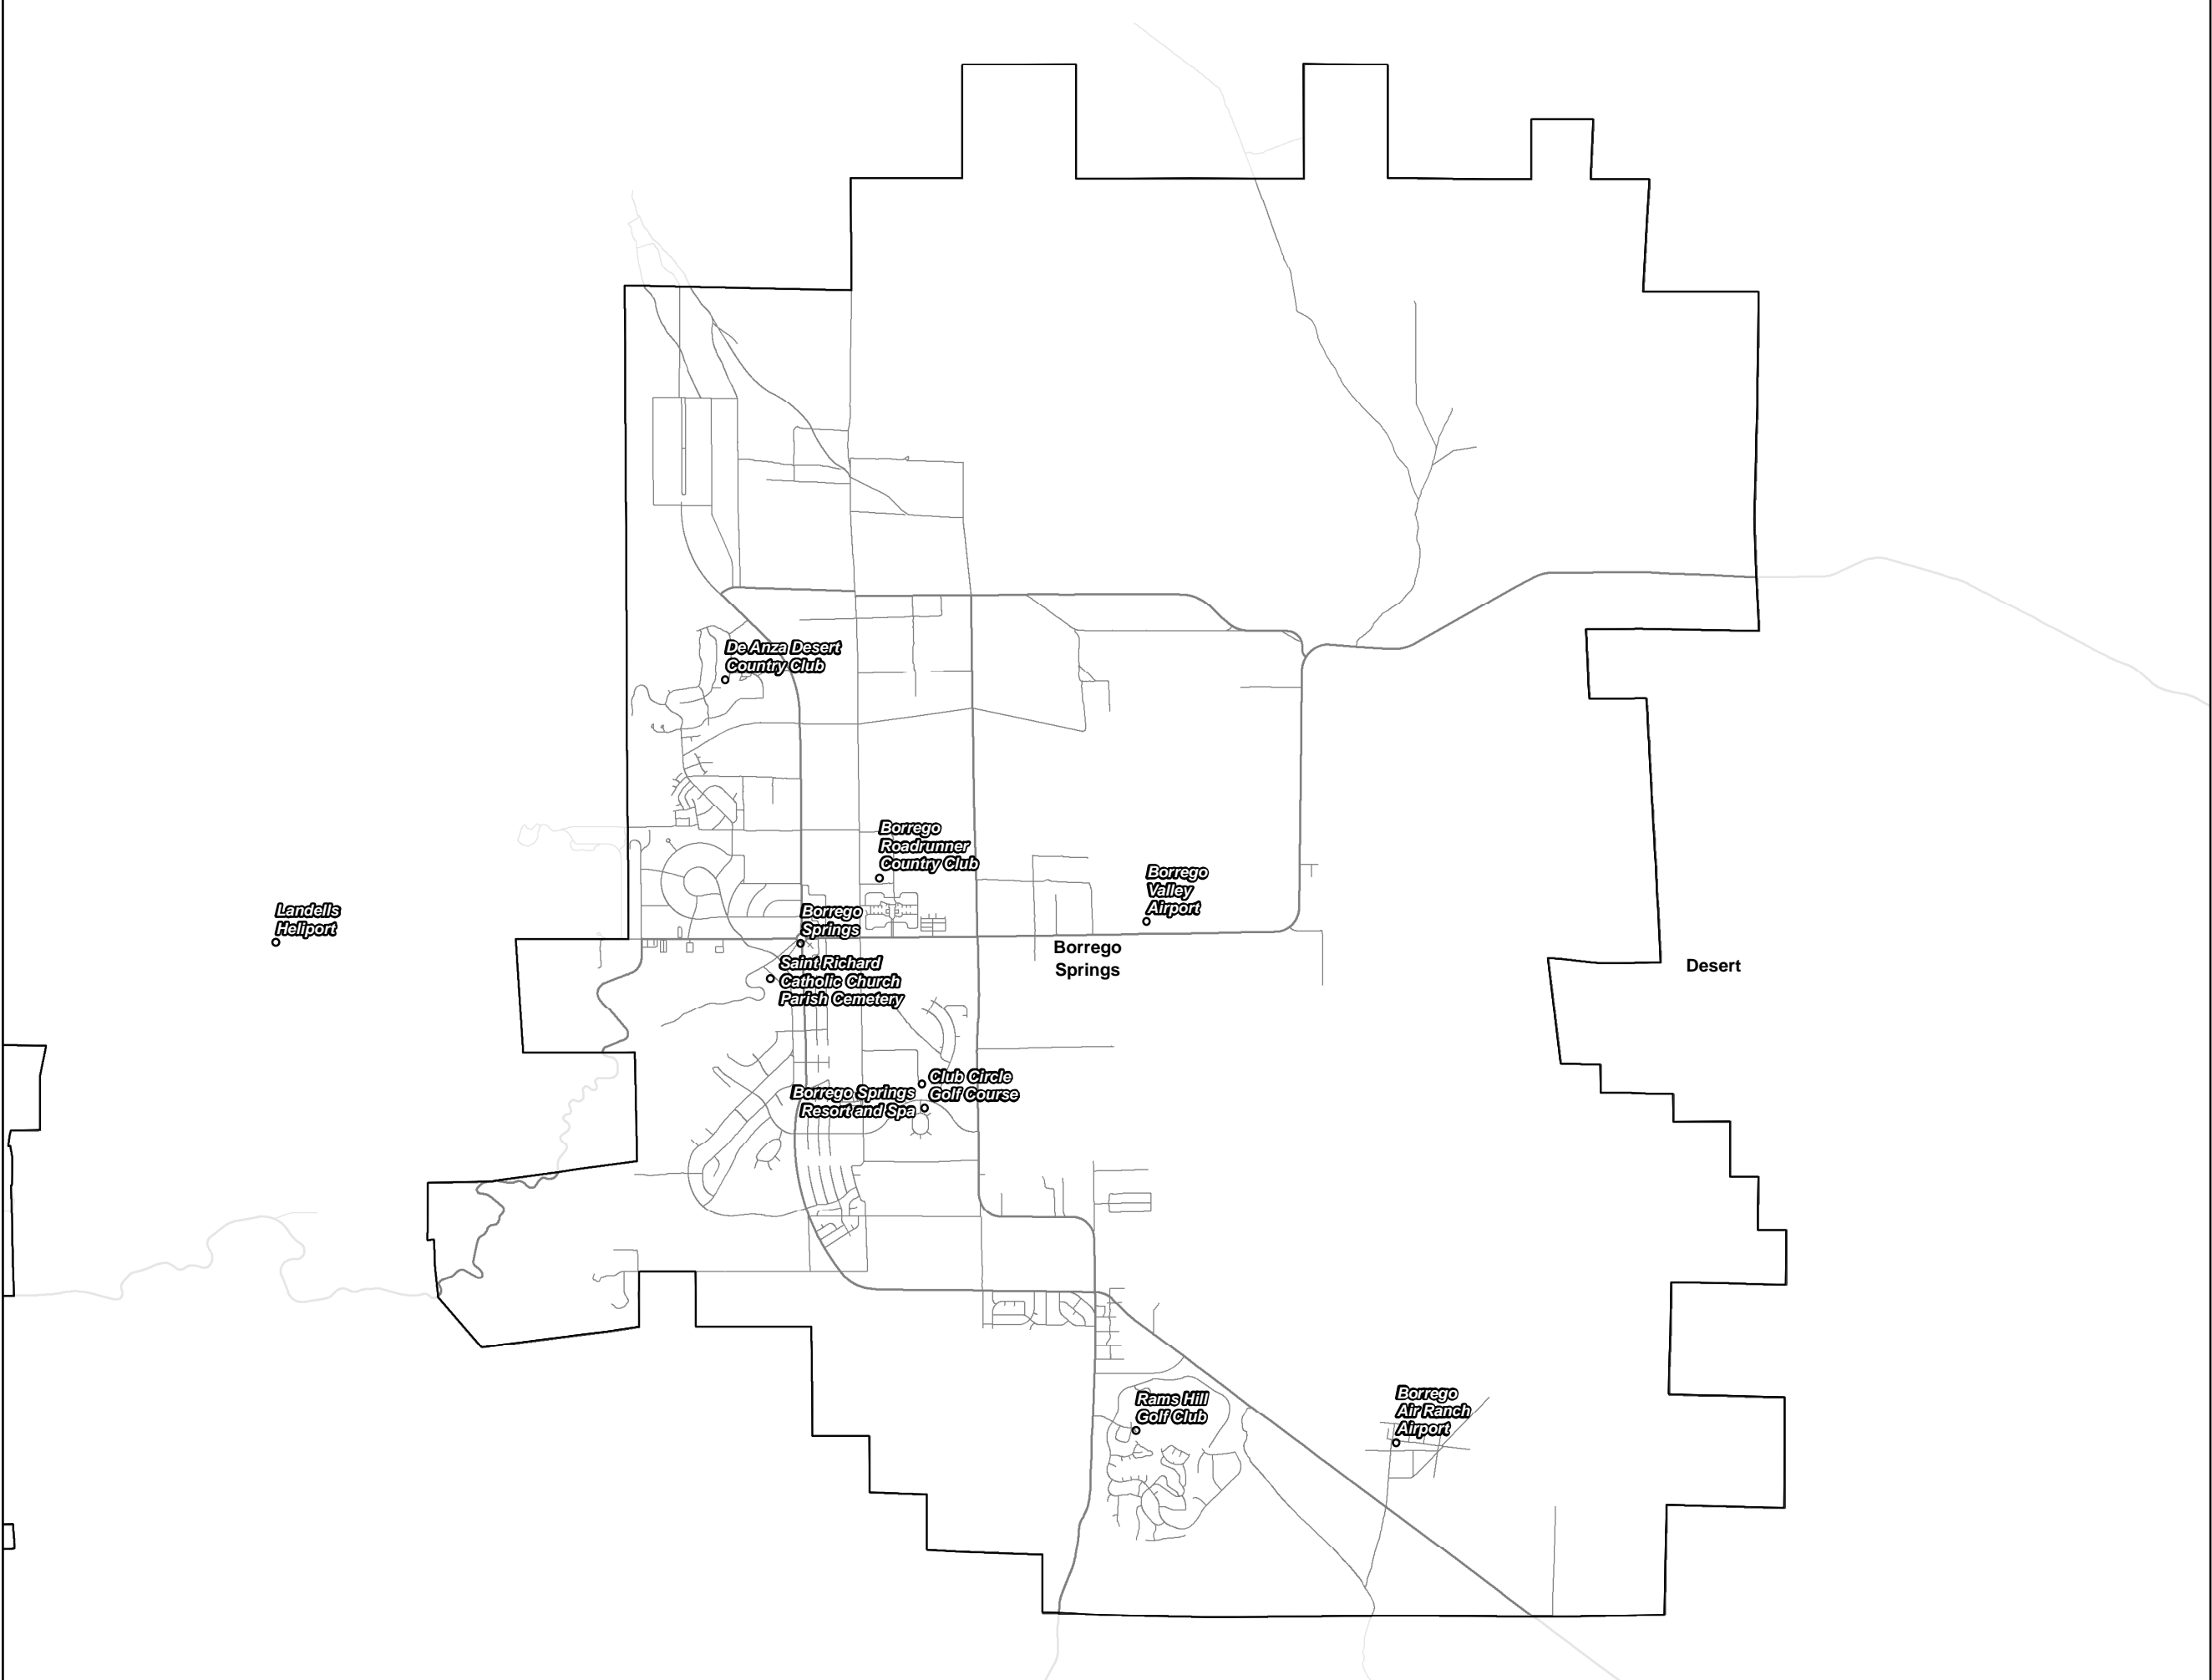 De Anza Desert
Country Club
Borrego
Roadrunner
Country Club
Borrego
Valley
Airport
Landells
Heliport
Borrego
Springs
Borrego
Springs
Desert
Saint Richard
Catholic Church
Parish Cemetery
Club Circle
Golf Course
Borrego Springs
Resort and Spa
Rams Hill
Golf Club
Borrego
Air Ranch
Airport